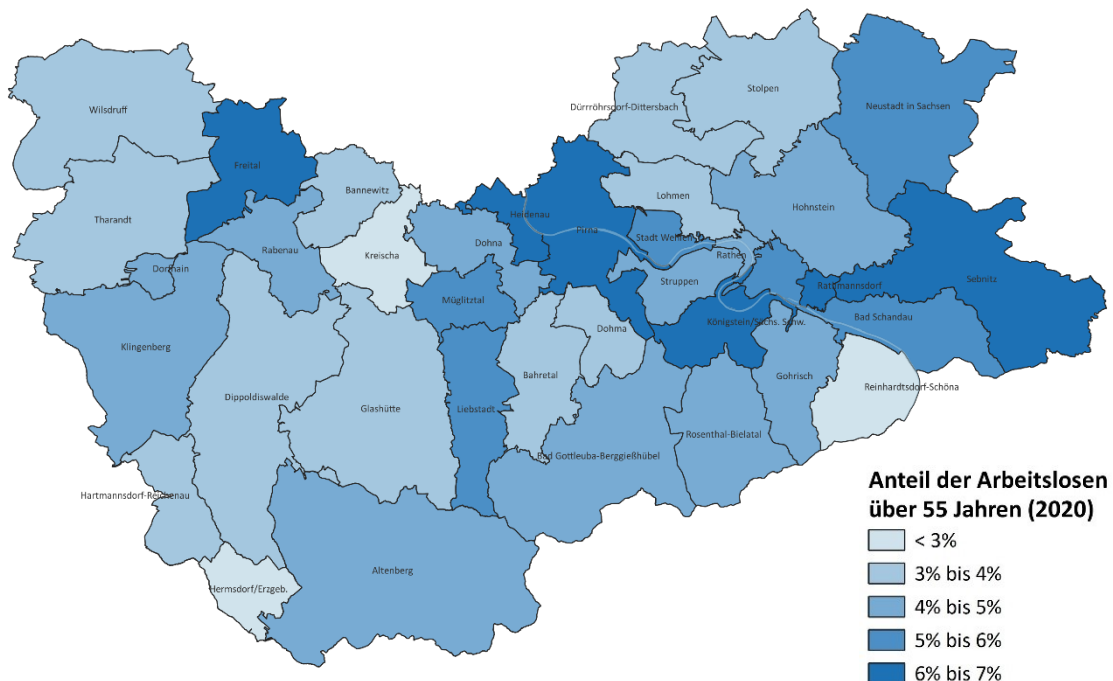 Wilsdruff
Dürrröhrsdorf-Dittersbach
Stolpen
Neustadt in Sachsen
Freital
Bannewitz
Lohmen
Hohnstein
Tharandt
Heidenau
Pirna
Stadt Wehlen
Rabenau
Kreischa
Dohna
Rathen
Dorfhain
Struppen
Sebnitz
Rathmannsdorf
Müglitztal
Bad Schandau
Königstein/Sächs. Schw.
Dohma
Klingenberg
Bahretal
Gohrisch
Reinhardtsdorf-Schöna
Dippoldiswalde
Glashütte
Liebstadt
Rosenthal-Bielatal
Bad Gottleuba-Berggießhübel
Hartmannsdorf-Reichenau
Altenberg
Hermsdorf/Erzgeb.
Anteil der Arbeitslosen
über 55 Jahren (2020)
< 3%
3% bis 4%
4% bis 5%
5% bis 6%
6% bis 7%